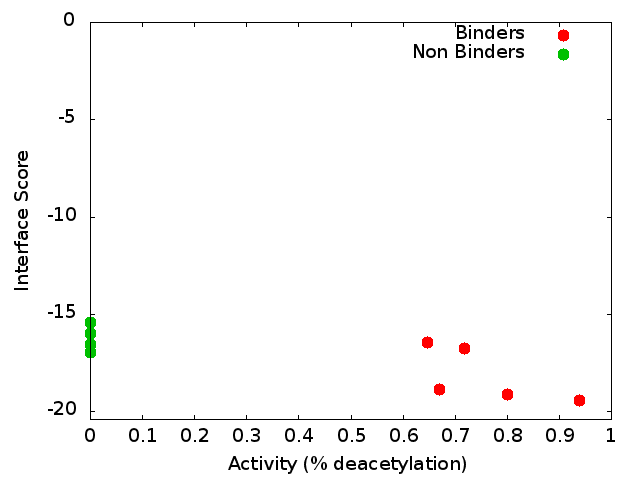 Binders
Non Binders
0
-5
-10
-15
-20
Interface Score
0 0.1 0.2 0.3 0.4 0.5 0.6 0.7 0.8 0.9 1
Activity (% deacetylation)